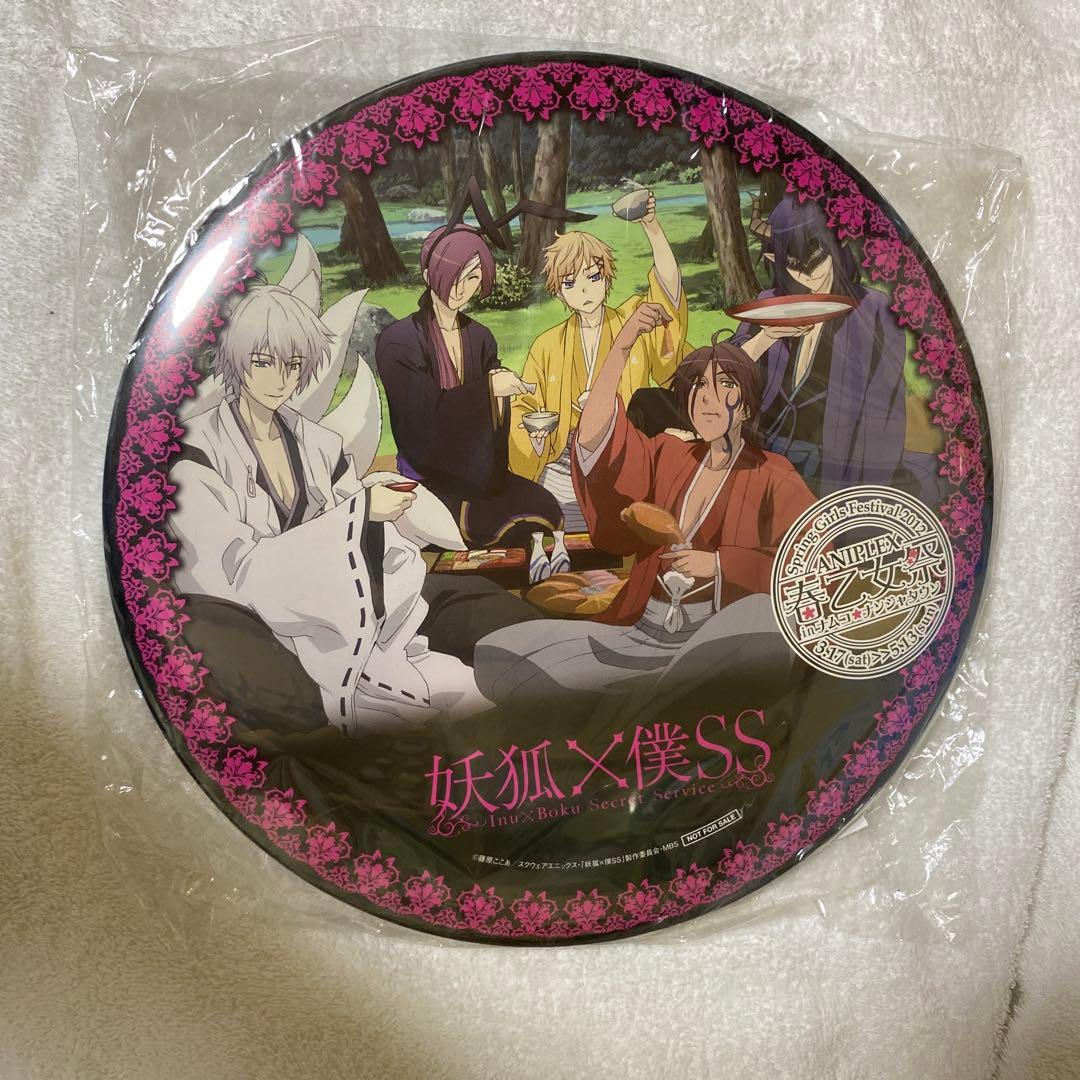 Spring Girls Festival 2012
ANIPLEX
春乙女祭
inナムコ*ナンジャタウン
3.17(sat)>>5.13(sun)
妖狐×僕SS
Inu×Boku Secret Service
©藤原ここあ/スクウェアエニックス・「妖狐×僕SS」製作委員会・MBS
NOT FOR SALE